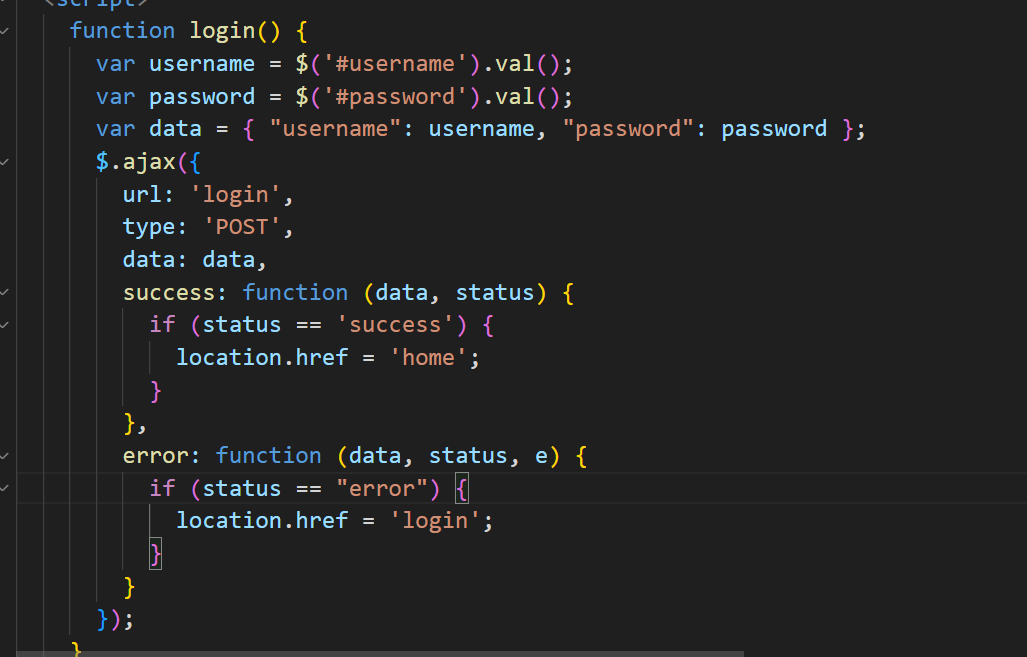 <script>
function login() {
var username = $('#username').val();
var password = $('#password').val();
var data = { "username": username, "password": password };
$.ajax({
url: 'login',
type: 'POST',
data: data,
success: function (data, status) {
if (status == 'success') {
location.href = 'home';
}
},
error: function (data, status, e) {
if (status == "error") {
location.href = 'login';
}
}
});
}